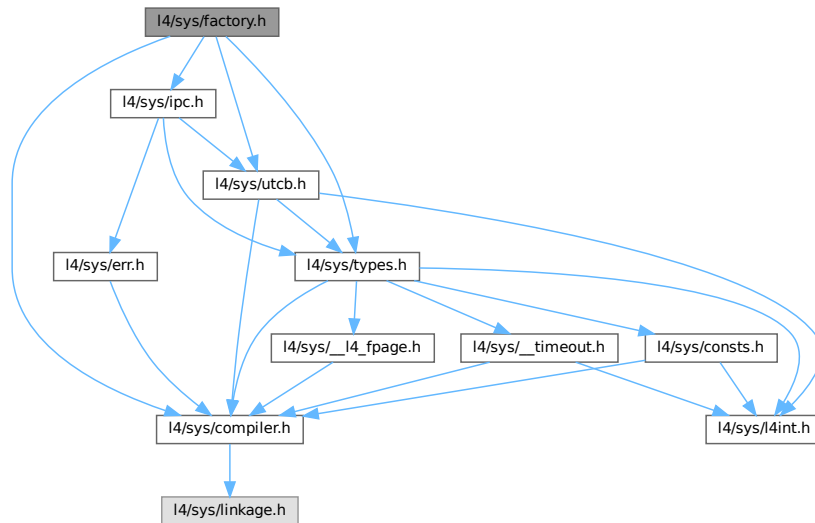 l4/sys/factory.h
l4/sys/ipc.h
l4/sys/utcb.h
l4/sys/err.h
l4/sys/types.h
l4/sys/__l4_fpage.h
l4/sys/__timeout.h
l4/sys/consts.h
l4/sys/compiler.h
l4/sys/l4int.h
l4/sys/linkage.h